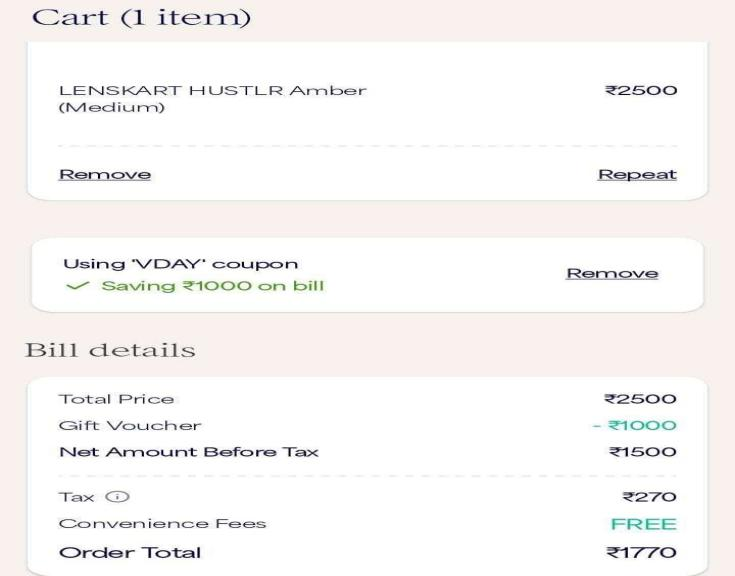 Cart (1 item)
LENSKART HUSTLR Amber ₹2500
(Medium)
Remove Repeat
Using 'VDAY' coupon
Saving ₹1000 on bill
Remove
Bill details
Total Price ₹2500
Gift Voucher - ₹1000
Net Amount Before Tax ₹1500
Tax ₹270
Convenience Fees FREE
Order Total ₹1770